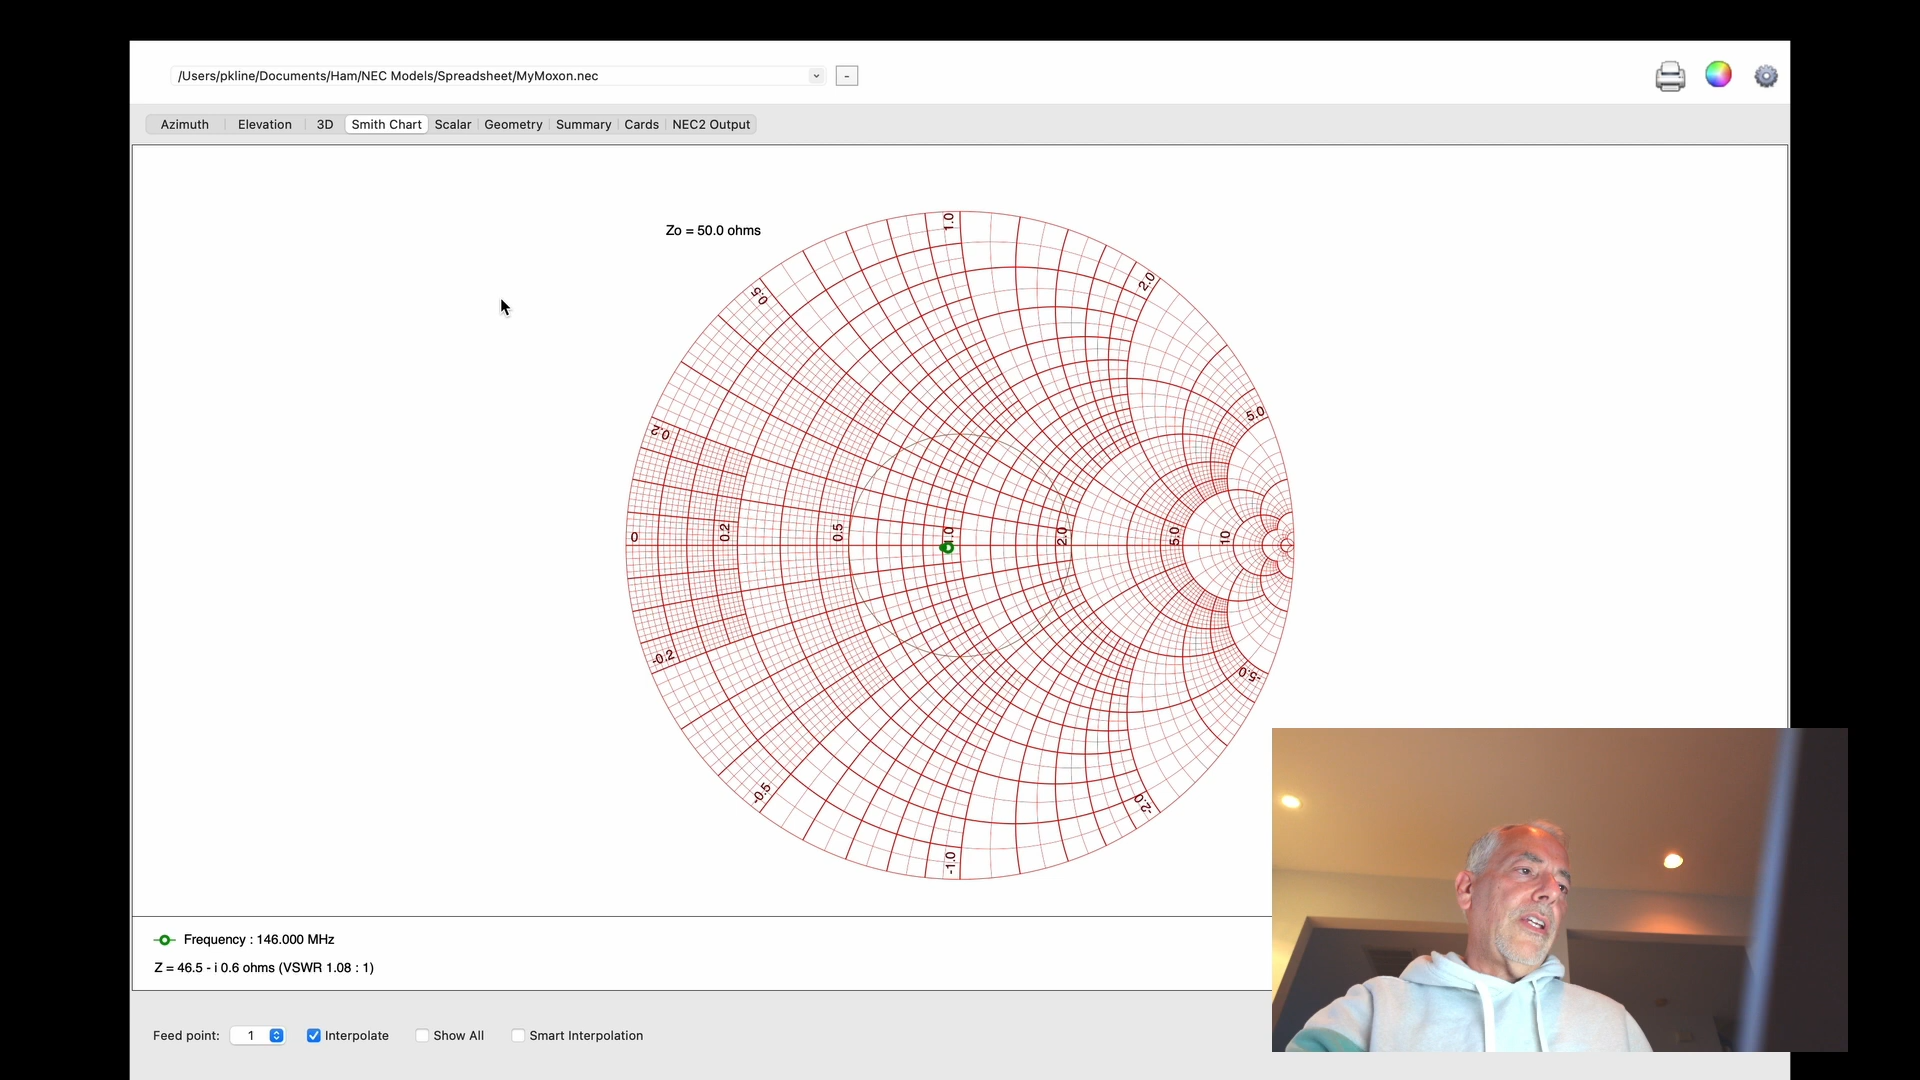 /Users/pkline/Documents/Ham/NEC Models/Spreadsheet/MyMoxon.nec
-
Azimuth Elevation 3D Smith Chart Scalar Geometry Summary Cards NEC2 Output
Zo = 50.0 ohms
1.0
2.0
0.5
5.0
0.2
0 0.2 0.5 1.0 2.0 5.0 10
-0.2
-5.0
-0.5
-2.0
-1.0
Frequency : 146.000 MHz
Z = 46.5 - i 0.6 ohms (VSWR 1.08 : 1)
Feed point: 1 Interpolate Show All Smart Interpolation